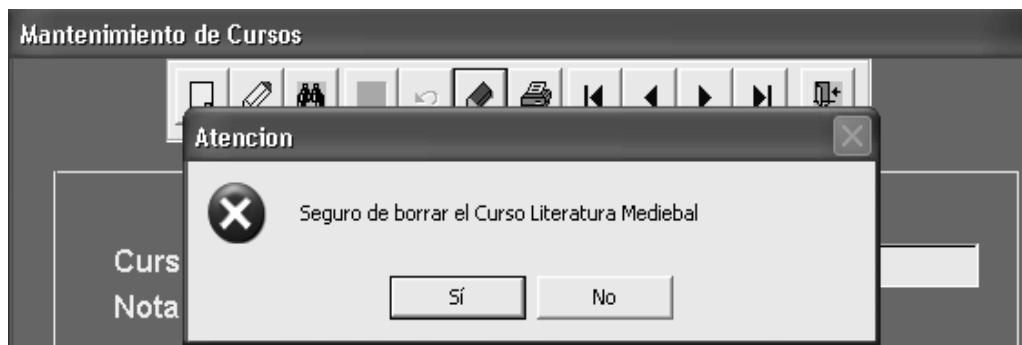 Mantenimiento de Cursos
Atencion
Seguro de borrar el Curso Literatura Mediebal
Curs
Nota
Sí
No